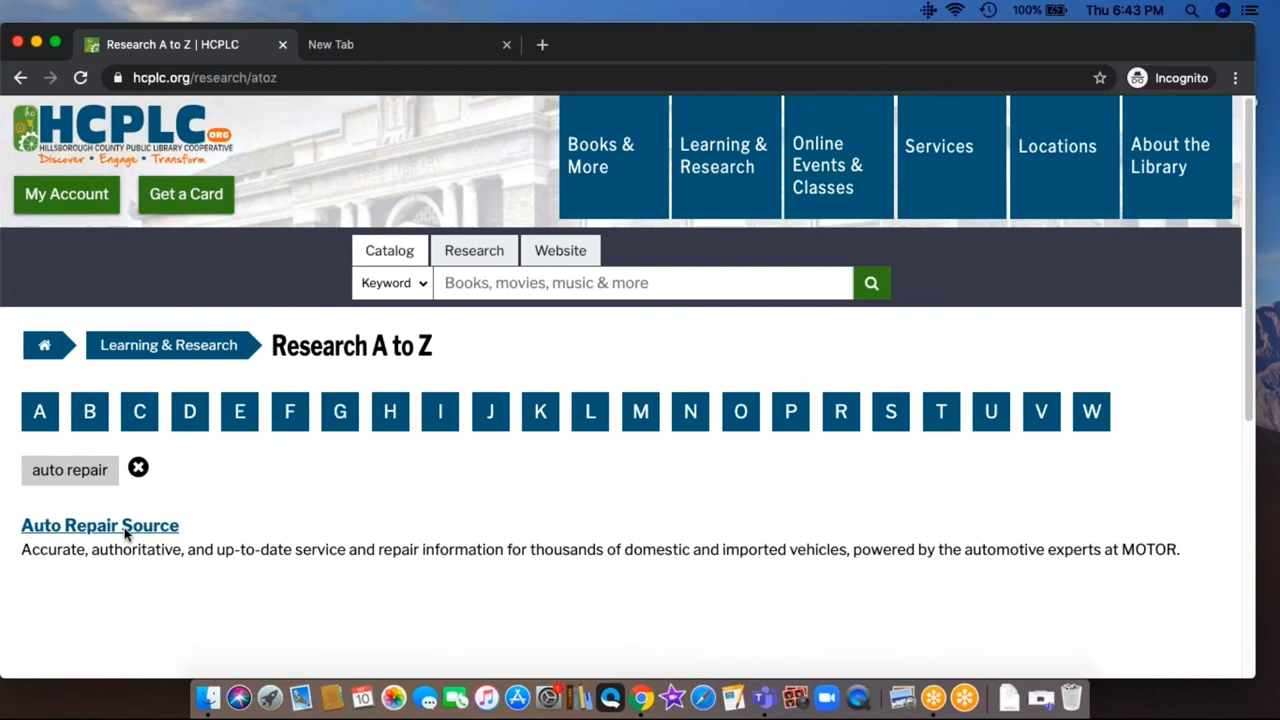 100% Thu 6:43 PM
Research A to Z | HCPLC
New Tab
hcplc.org/research/atoz
Incognito
HCPLC.ORG
HILLSBOROUGH COUNTY PUBLIC LIBRARY COOPERATIVE
Discover • Engage • Transform
My Account
Get a Card
Books &
More
Learning &
Research
Online
Events &
Classes
Services
Locations
About the
Library
Catalog
Research
Website
Keyword
Books, movies, music & more
Learning & Research
Research A to Z
A B C D E F G H I J K L M N O P R S T U V W
auto repair
Auto Repair Source
Accurate, authoritative, and up-to-date service and repair information for thousands of domestic and imported vehicles, powered by the automotive experts at MOTOR.
10